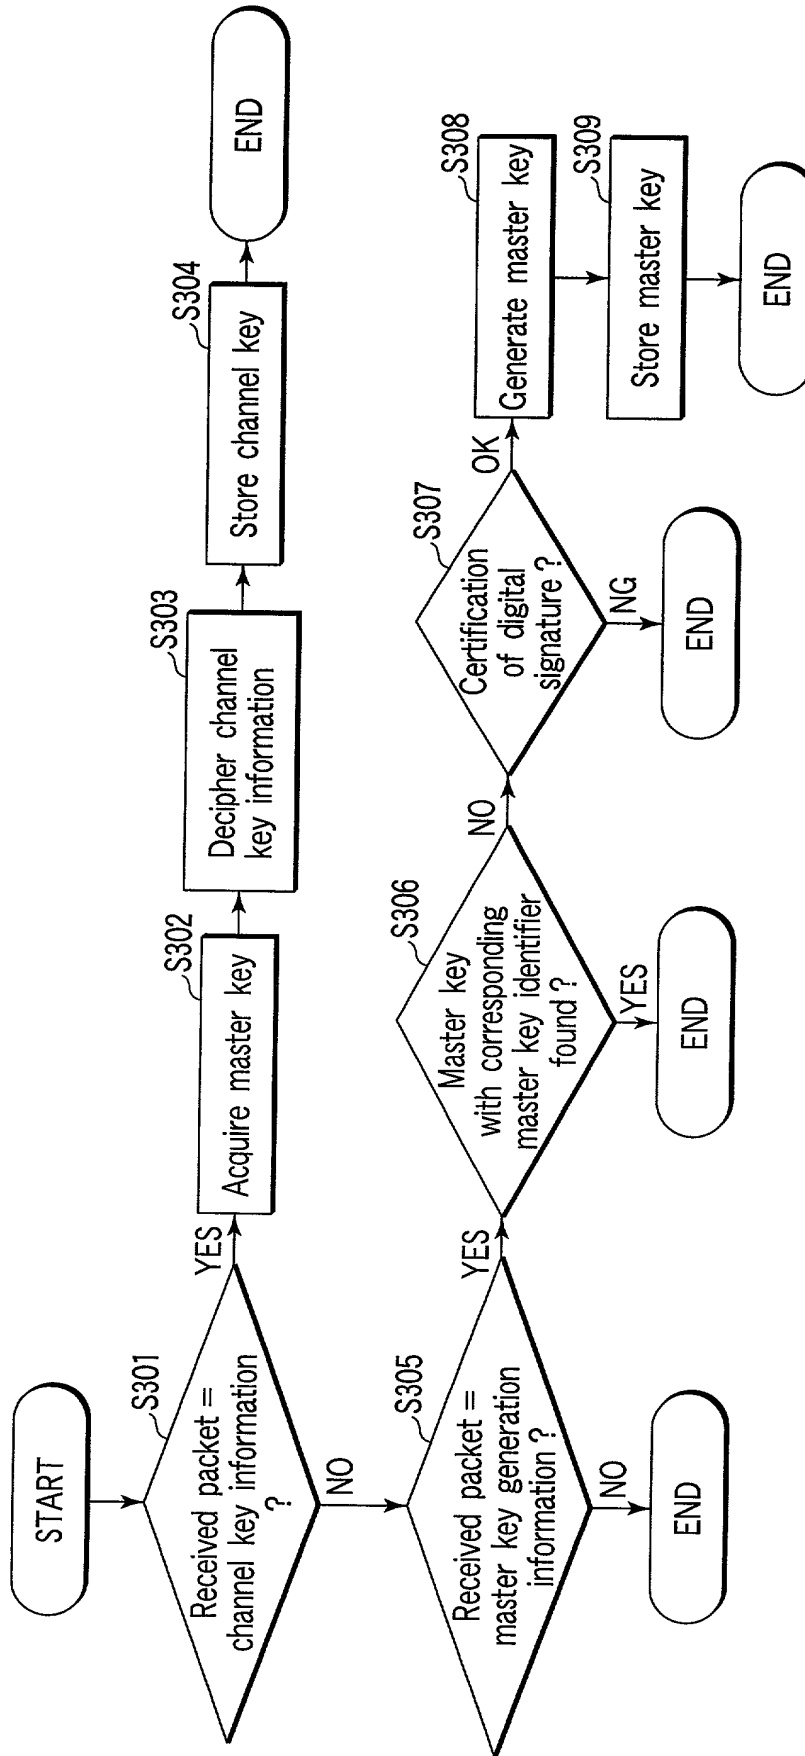 START
S301
Received packet =
channel key information
?
YES
NO
S302
Acquire master key
S303
Decipher channel
key information
S304
Store channel key
END
S305
Received packet =
master key generation
information ?
YES
NO
END
S306
Master key
with corresponding
master key identifier
found ?
NO
YES
END
S307
Certification
of digital
signature ?
OK
NG
END
S308
Generate master key
S309
Store master key
END